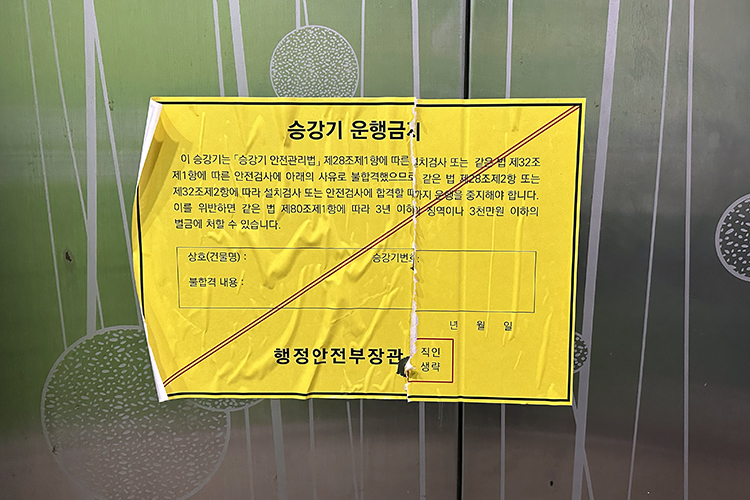 승강기 운행금지
이 승강기는 「승강기 안전관리법」 제28조제1항에 따른 설치검사 또는 같은 법 제32조
제1항에 따른 안전검사에 아래의 사유로 불합격했으므로 같은 법 제28조제2항 또는
제32조제2항에 따라 설치검사 또는 안전검사에 합격할 때까지 운행을 중지해야 합니다.
이를 위반하면 같은 법 제80조제1항에 따라 3년 이하의 징역이나 3천만원 이하의
벌금에 처할 수 있습니다.
상호(건물명) : 승강기번호:
불합격 내용 :
년 월 일
행정안전부장관 직인
생략